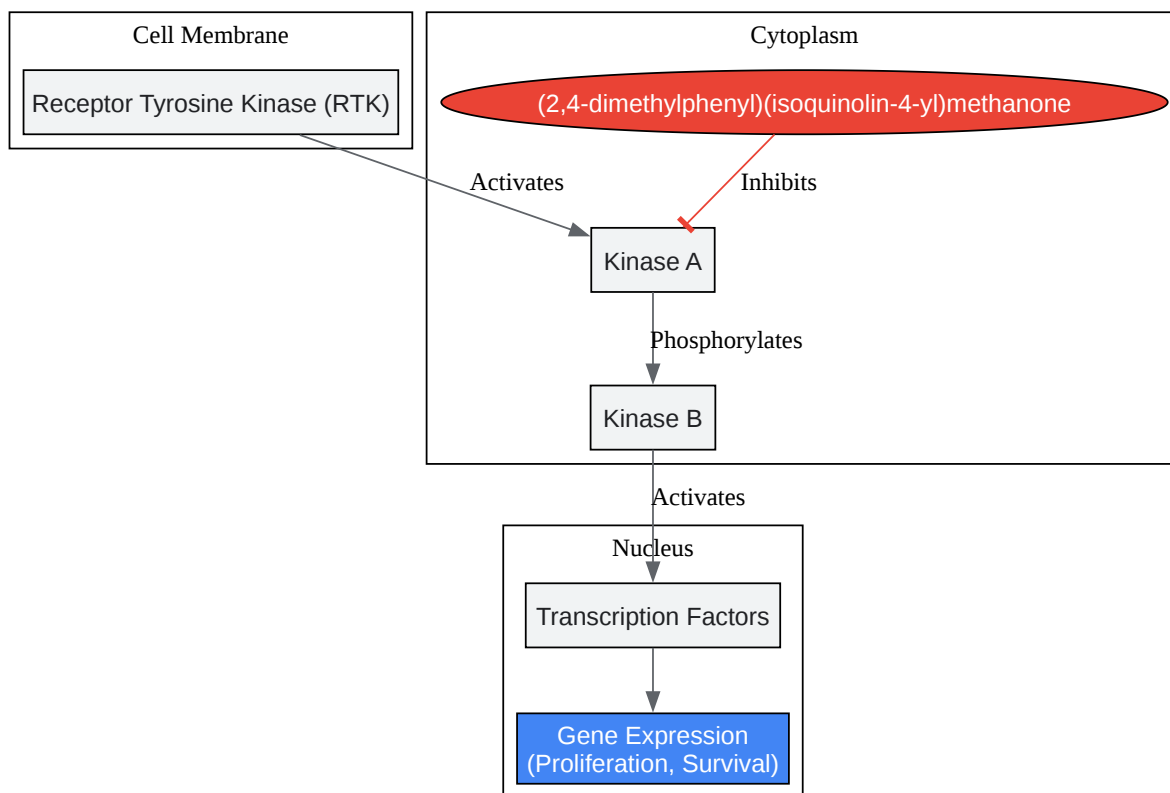 Cell Membrane
Receptor Tyrosine Kinase (RTK)
Cytoplasm
(2,4-dimethylphenyl)(isoquinolin-4-yl)methanone
Activates
Inhibits
Kinase A
Phosphorylates
Kinase B
Activates
Nucleus
Transcription Factors
Gene Expression
(Proliferation, Survival)